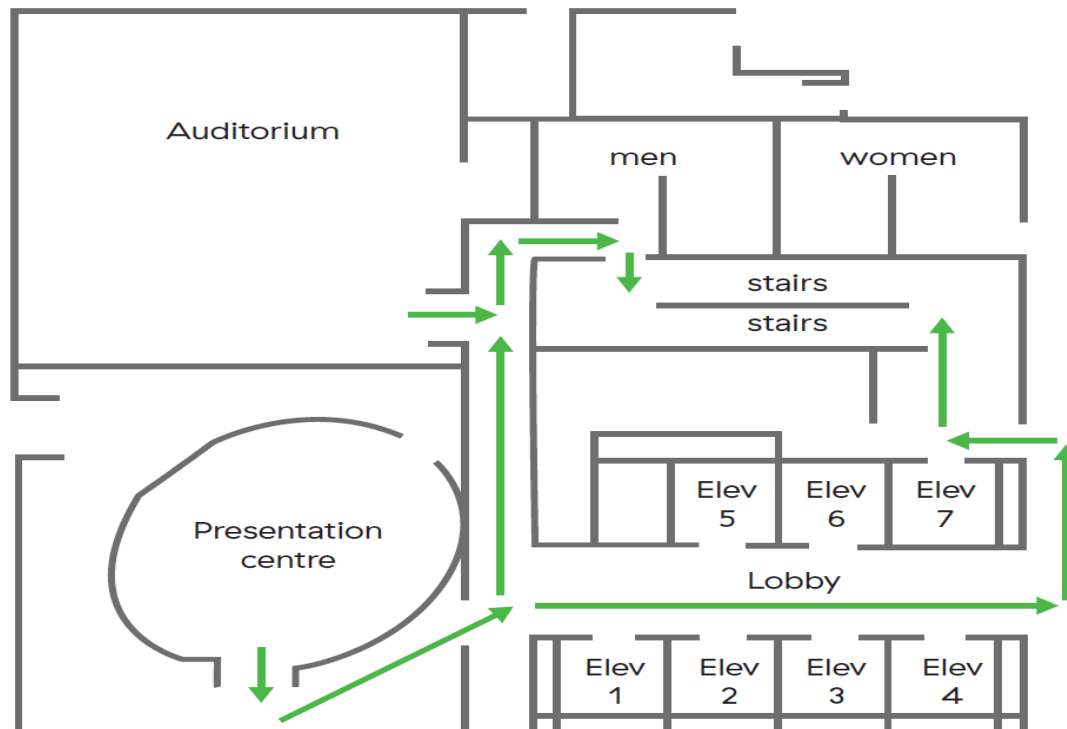 Auditorium
men
women
stairs
stairs
Presentation
centre
Elev
5
Elev
6
Elev
7
Lobby
Elev
1
Elev
2
Elev
3
Elev
4